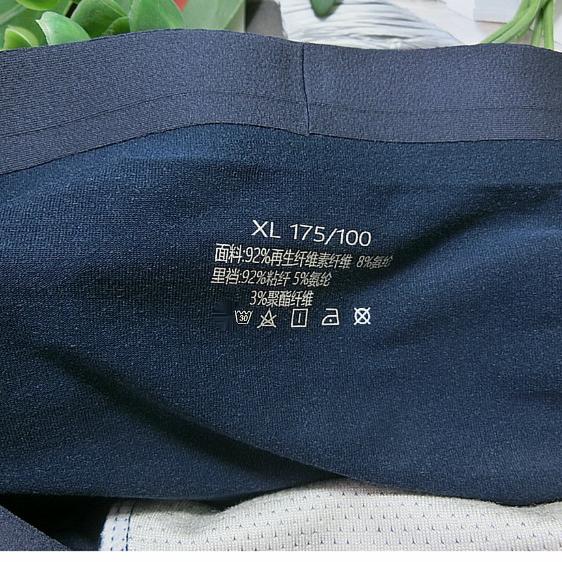 XL 175/100
面料:92%再生纤维素纤维 8%氨纶
里裆:92%粘纤 5%氨纶
3%聚酯纤维
30